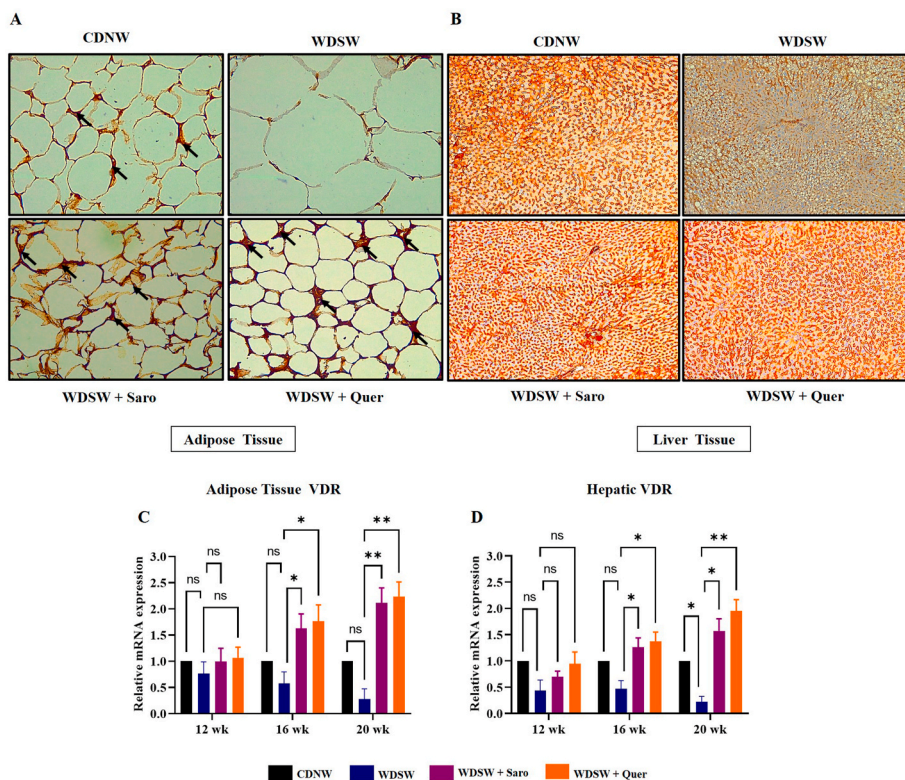 A
B
CDNW
WDSW
CDNW
WDSW
WDSW + Saro
WDSW + Quer
WDSW + Saro
WDSW + Quer
Adipose Tissue
Liver Tissue
Adipose Tissue VDR
Hepatic VDR
C
D
Relative mRNA expression
3.0
2.5
2.0
1.5
1.0
0.5
0.0
ns
ns
ns
ns
*
*
ns
**
**
12 wk
16 wk
20 wk
Relative mRNA expression
3.0
2.5
2.0
1.5
1.0
0.5
0.0
ns
ns
ns
ns
*
*
*
*
**
12 wk
16 wk
20 wk
CDNW
WDSW
WDSW + Saro
WDSW + Quer